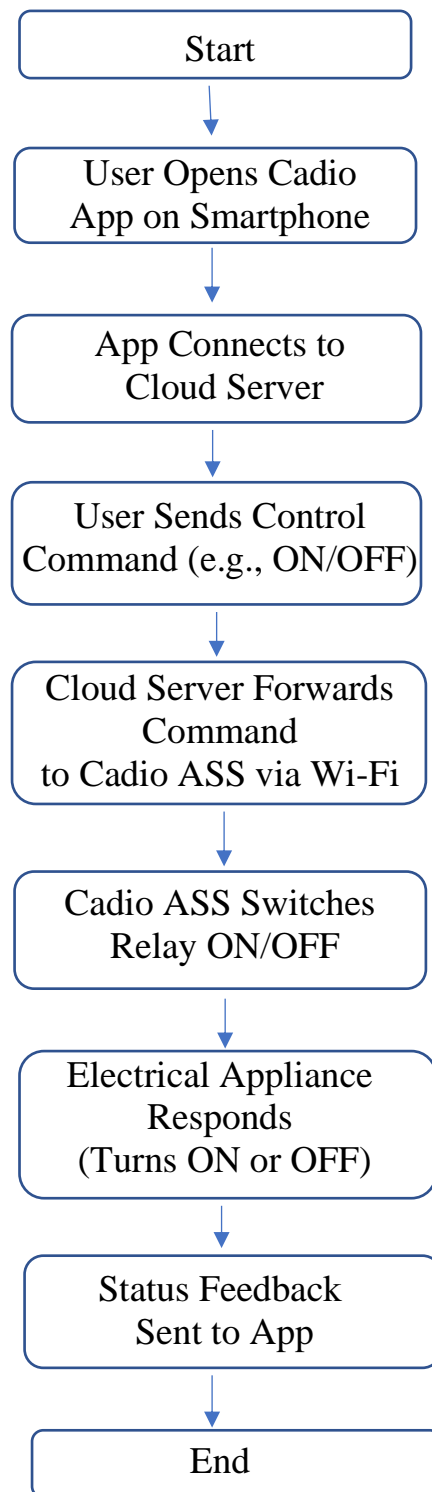 Start
User Opens Cadio
App on Smartphone
App Connects to
Cloud Server
User Sends Control
Command (e.g., ON/OFF)
Cloud Server Forwards
Command
to Cadio ASS via Wi-Fi
Cadio ASS Switches
Relay ON/OFF
Electrical Appliance
Responds
(Turns ON or OFF)
Status Feedback
Sent to App
End